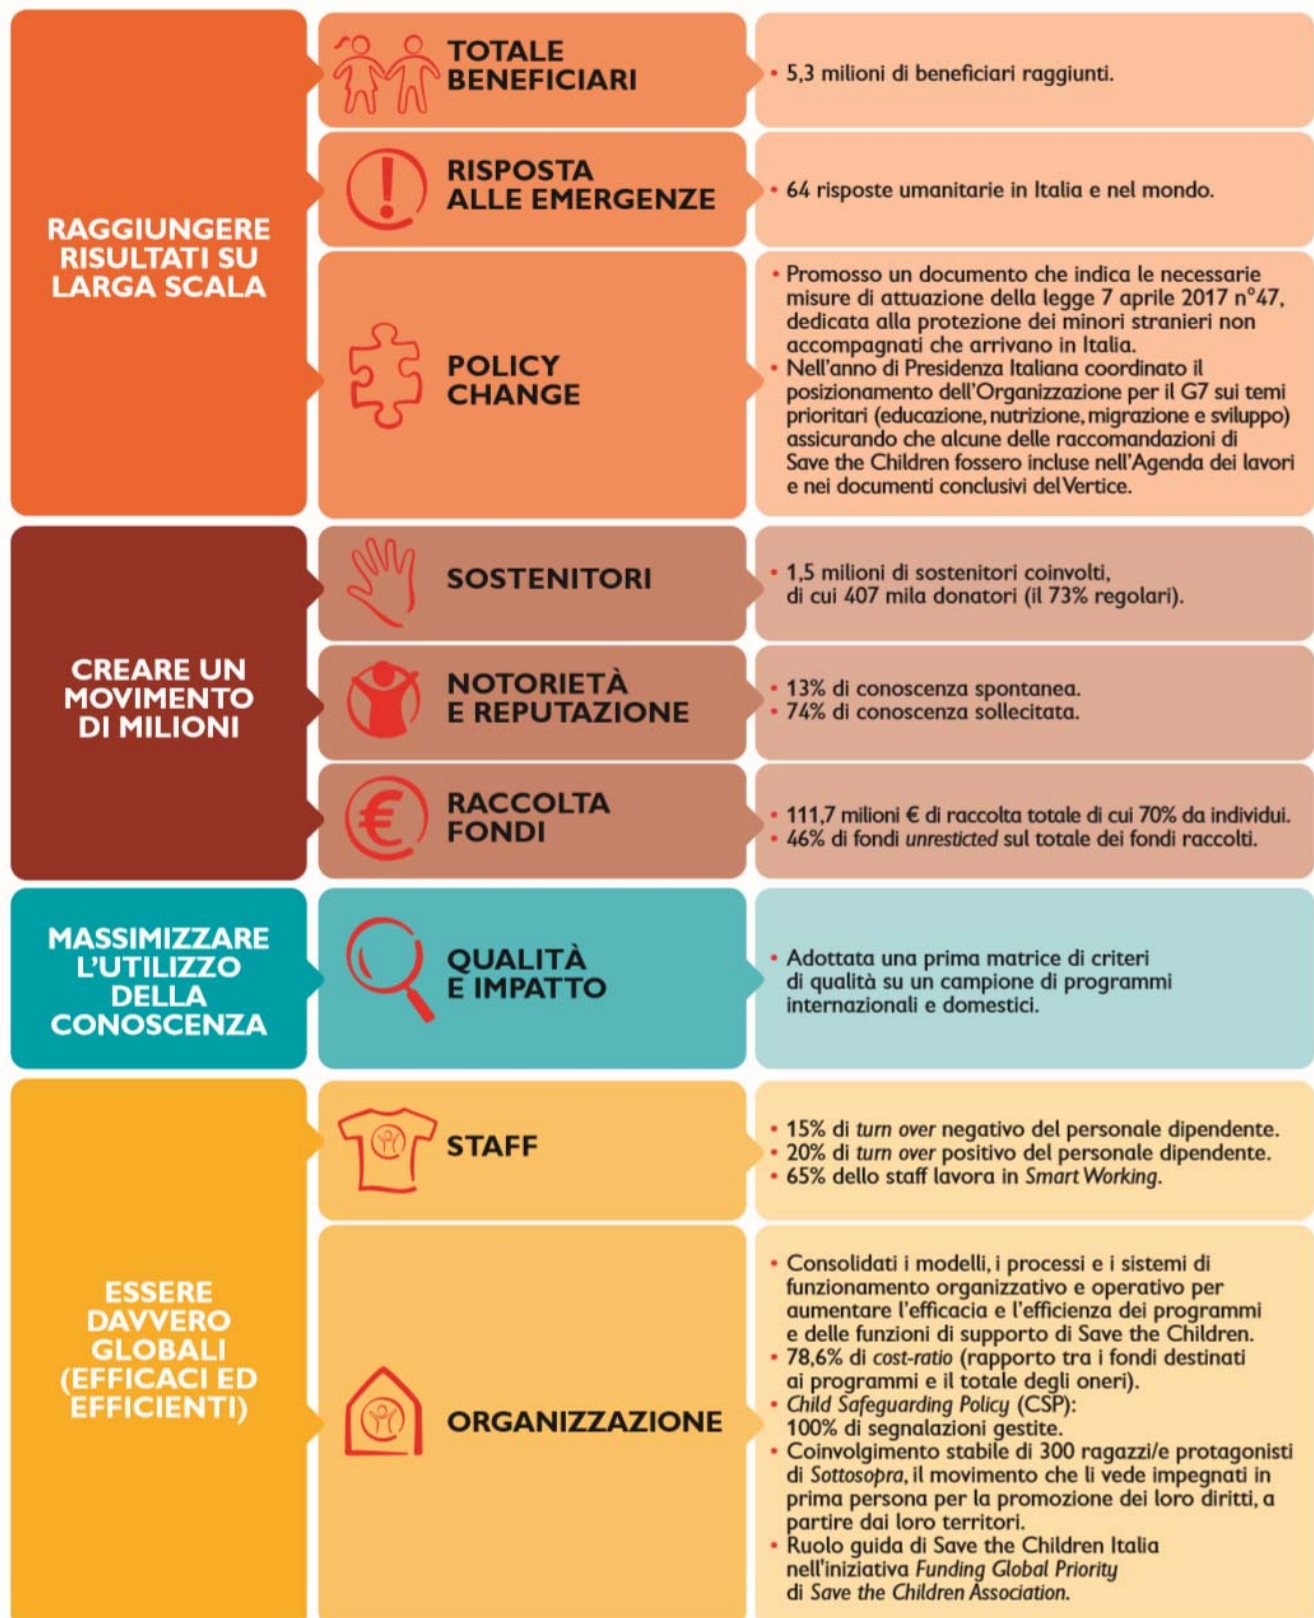 RAGGIUNGERE
RISULTATI SU
LARGA SCALA
TOTALE
BENEFICIARI
• 5,3 milioni di beneficiari raggiunti.
RISPOSTA
ALLE EMERGENZE
• 64 risposte umanitarie in Italia e nel mondo.
POLICY
CHANGE
• Promosso un documento che indica le necessarie
misure di attuazione della legge 7 aprile 2017 n°47,
dedicata alla protezione dei minori stranieri non
accompagnati che arrivano in Italia.
• Nell'anno di Presidenza Italiana coordinato il
posizionamento dell'Organizzazione per il G7 sui temi
prioritari (educazione, nutrizione, migrazione e sviluppo)
assicurando che alcune delle raccomandazioni di
Save the Children fossero incluse nell'Agenda dei lavori
e nei documenti conclusivi del Vertice.
CREARE UN
MOVIMENTO
DI MILIONI
SOSTENITORI
• 1,5 milioni di sostenitori coinvolti,
di cui 407 mila donatori (il 73% regolari).
NOTORIETÀ
E REPUTAZIONE
• 13% di conoscenza spontanea.
• 74% di conoscenza sollecitata.
€
RACCOLTA
FONDI
• 111,7 milioni € di raccolta totale di cui 70% da individui.
• 46% di fondi unresticted sul totale dei fondi raccolti.
MASSIMIZZARE
L'UTILIZZO
DELLA
CONOSCENZA
QUALITÀ
E IMPATTO
• Adottata una prima matrice di criteri
di qualità su un campione di programmi
internazionali e domestici.
ESSERE
DAVVERO
GLOBALI
(EFFICACI ED
EFFICIENTI)
STAFF
• 15% di turn over negativo del personale dipendente.
• 20% di turn over positivo del personale dipendente.
• 65% dello staff lavora in Smart Working.
ORGANIZZAZIONE
• Consolidati i modelli, i processi e i sistemi di
funzionamento organizzativo e operativo per
aumentare l'efficacia e l'efficienza dei programmi
e delle funzioni di supporto di Save the Children.
• 78,6% di cost-ratio (rapporto tra i fondi destinati
ai programmi e il totale degli oneri).
• Child Safeguarding Policy (CSP):
100% di segnalazioni gestite.
• Coinvolgimento stabile di 300 ragazzi/e protagonisti
di Sottosopra, il movimento che li vede impegnati in
prima persona per la promozione dei loro diritti, a
partire dai loro territori.
• Ruolo guida di Save the Children Italia
nell'iniziativa Funding Global Priority
di Save the Children Association.